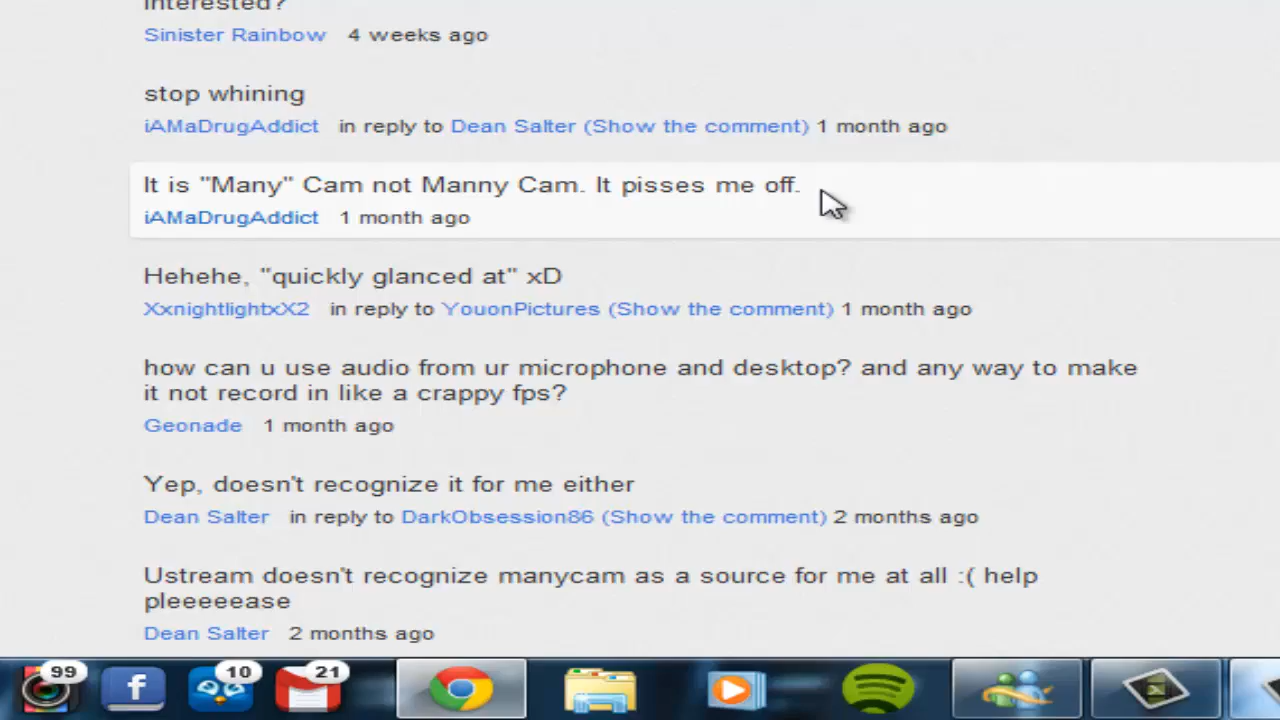 interested?
Sinister Rainbow 4 weeks ago
stop whining
iAMaDrugAddict in reply to Dean Salter (Show the comment) 1 month ago
It is "Many" Cam not Manny Cam. It pisses me off.
iAMaDrugAddict 1 month ago
Hehehe, "quickly glanced at" xD
XxnightlightxX2 in reply to YouonPictures (Show the comment) 1 month ago
how can u use audio from ur microphone and desktop? and any way to make
it not record in like a crappy fps?
Geonade 1 month ago
Yep, doesn't recognize it for me either
Dean Salter in reply to DarkObsession86 (Show the comment) 2 months ago
Ustream doesn't recognize manycam as a source for me at all :( help
pleeeeease
Dean Salter 2 months ago
99 f 10 21